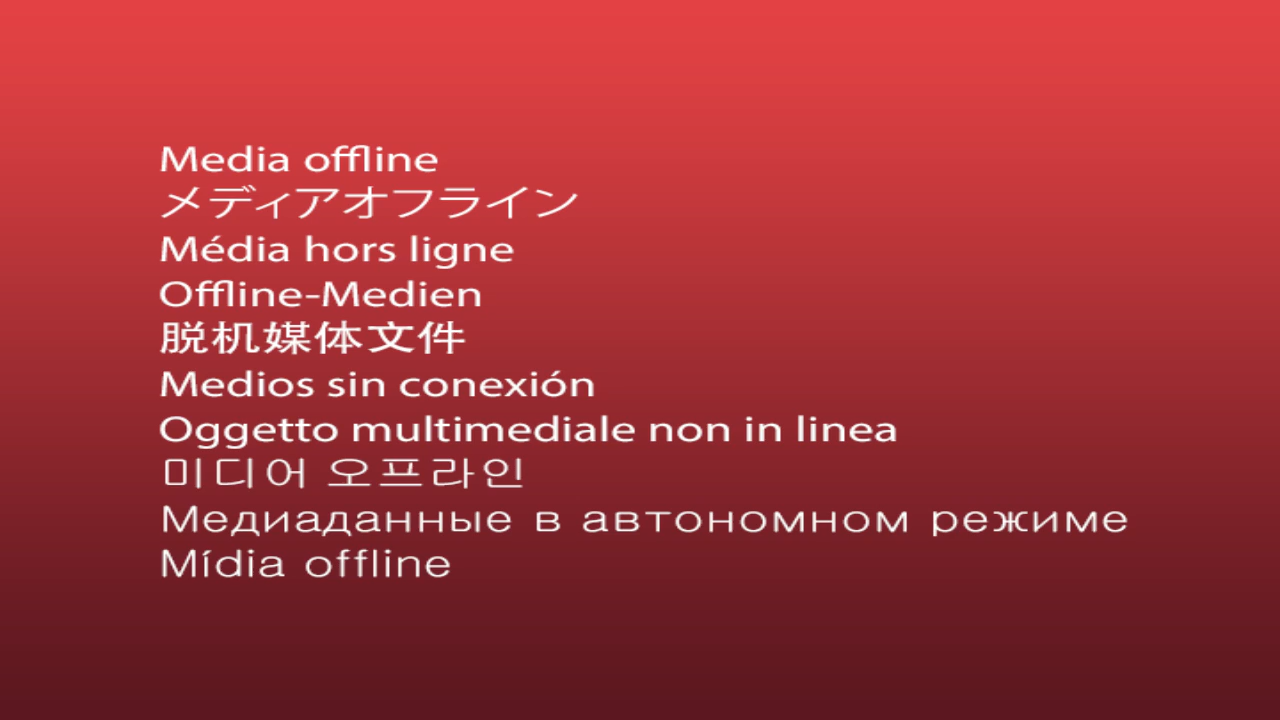 Media offline
メディアオフライン
Média hors ligne
Offline-Medien
脱机媒体文件
Medios sin conexión
Oggetto multimediale non in linea
미디어 오프라인
Медиаданные в автономном режиме
Mídia offline